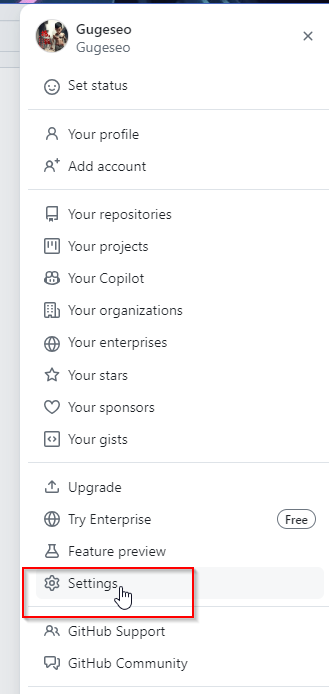 Gugeseo
Gugeseo
Set status
Your profile
Add account
Your repositories
Your projects
Your Copilot
Your organizations
Your enterprises
Your stars
Your sponsors
Your gists
Upgrade
Try Enterprise Free
Feature preview
Settings
GitHub Support
GitHub Community